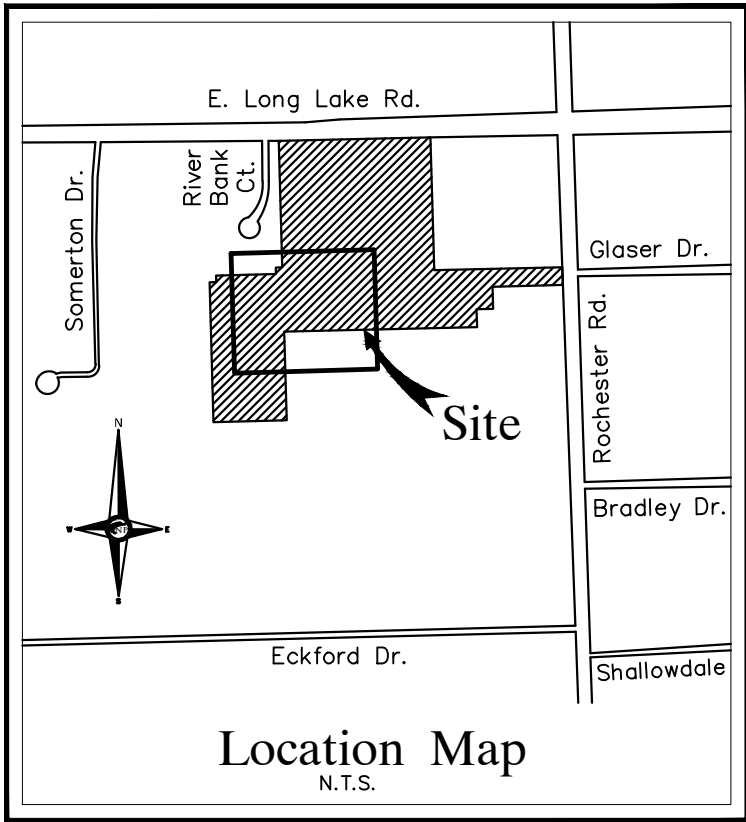 E. Long Lake Rd.
River
Bank
Ct.
Somerton Dr.
Glaser Dr.
Rochester Rd.
Site
N
W
E
S
Bradley Dr.
Eckford Dr.
Shallowdale
Location Map
N.T.S.